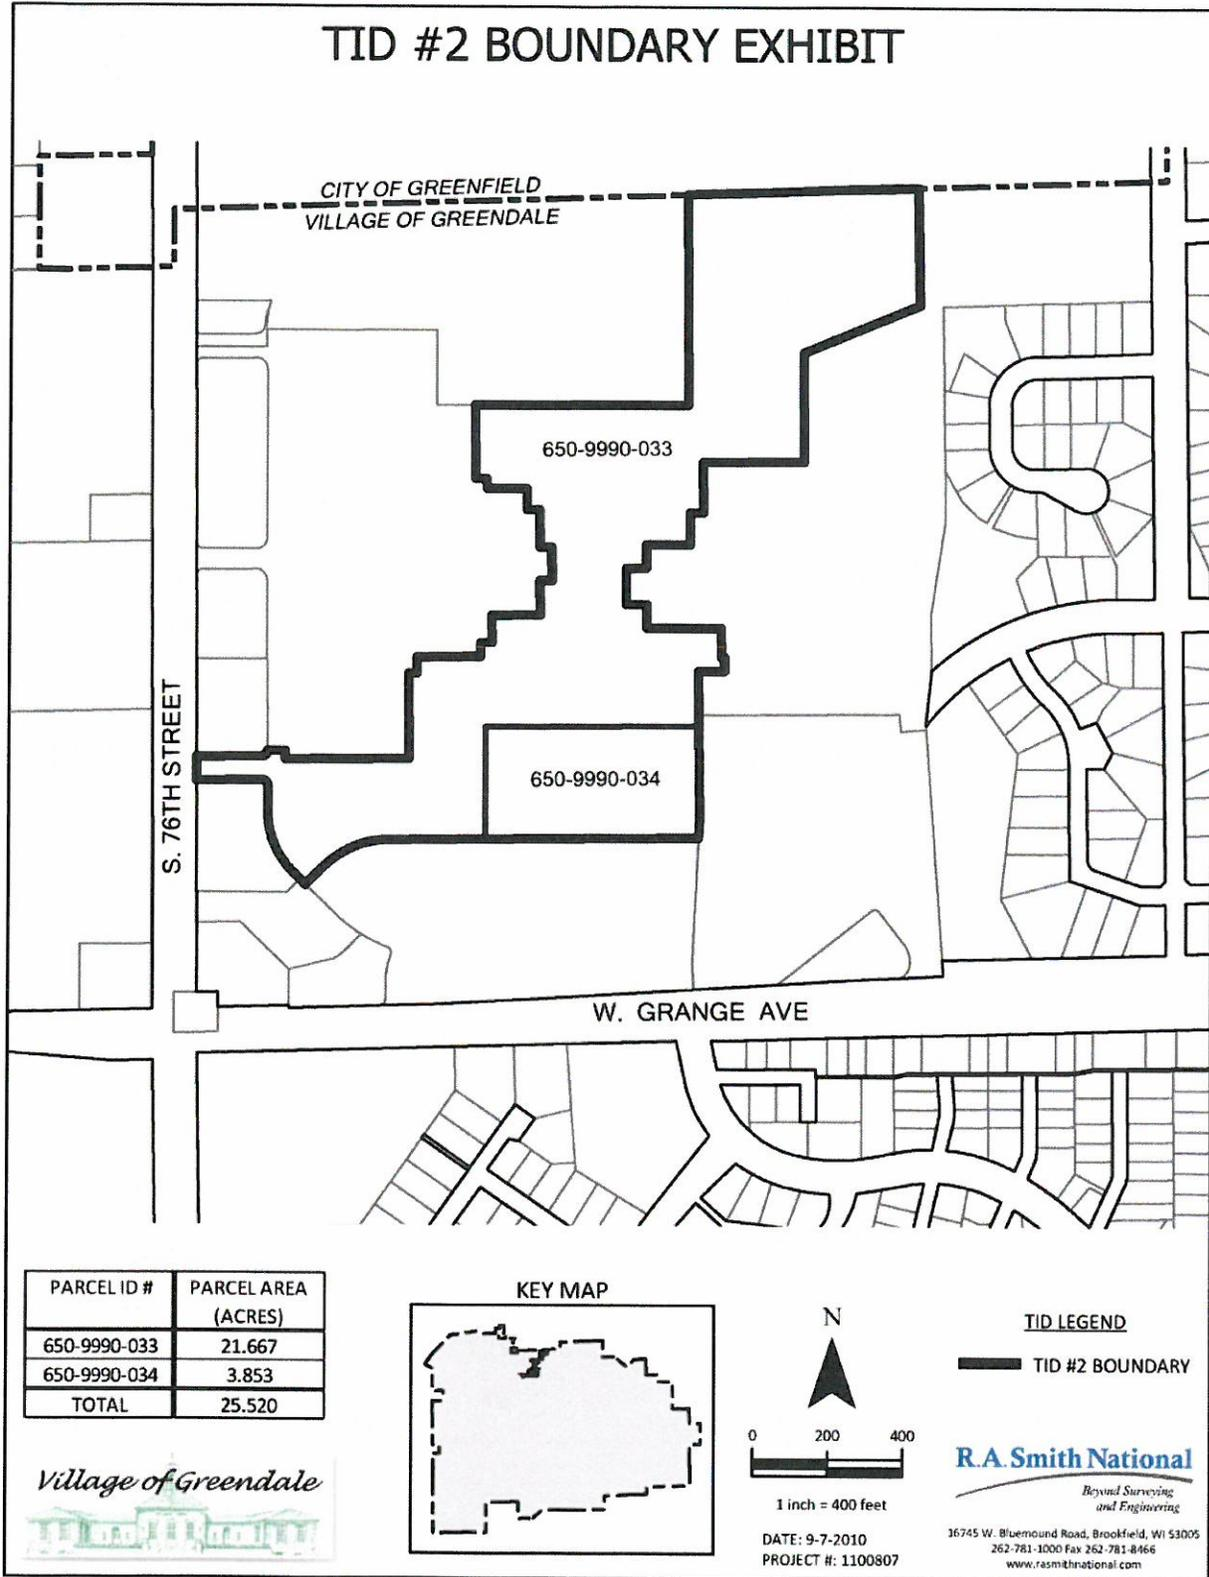 TID #2 BOUNDARY EXHIBIT
CITY OF GREENFIELD
VILLAGE OF GREENDALE
650-9990-033
650-9990-034
S. 76TH STREET
W. GRANGE AVE
PARCEL ID # PARCEL AREA
(ACRES)
650-9990-033 21.667
650-9990-034 3.853
TOTAL 25.520
Village of Greendale
KEY MAP
N
0 200 400
1 inch = 400 feet
DATE: 9-7-2010
PROJECT #: 1100807
TID LEGEND
TID #2 BOUNDARY
R.A. Smith National
Beyond Surveying
and Engineering
16745 W. Bluemound Road, Brookfield, WI 53005
262-781-1000 Fax 262-781-8466
www.rasmithnational.com